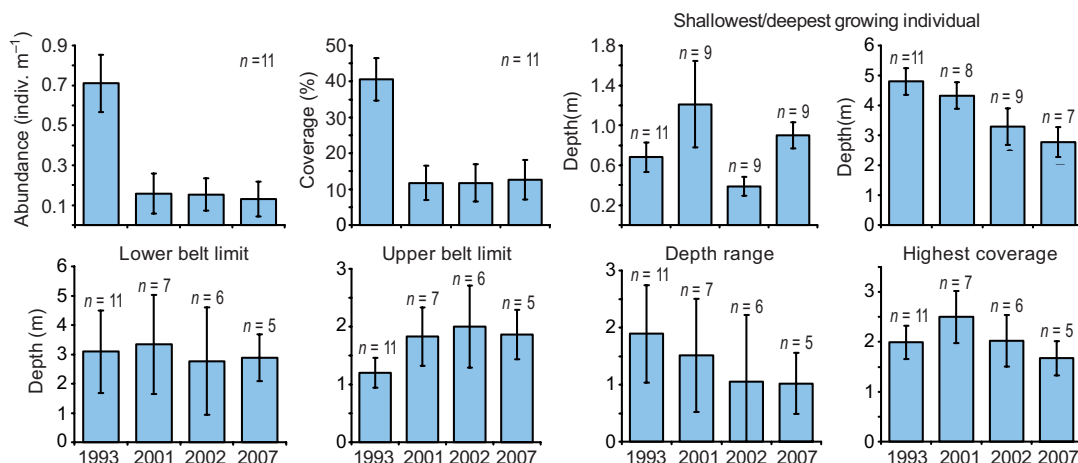 Shallowest/deepest growing individual
Abundance (indiv. m⁻¹)
0.9
0.7
0.5
0.3
0.1
n = 11
Coverage (%)
50
40
30
20
10
0
n = 11
Depth(m)
1.8
1.4
1.0
0.6
0.2
n = 11
n = 9
n = 9
n = 9
Depth(m)
6
5
4
3
2
1
0
n = 11
n = 8
n = 9
n = 7
Lower belt limit
Depth (m)
6
5
4
3
2
1
0
n = 11
n = 7
n = 6
n = 5
1993 2001 2002 2007
Upper belt limit
3
2
1
0
n = 11
n = 7
n = 6
n = 5
1993 2001 2002 2007
Depth range
3
2
1
0
n = 11
n = 7
n = 6
n = 5
1993 2001 2002 2007
Highest coverage
3
2
1
0
n = 11
n = 7
n = 6
n = 5
1993 2001 2002 2007